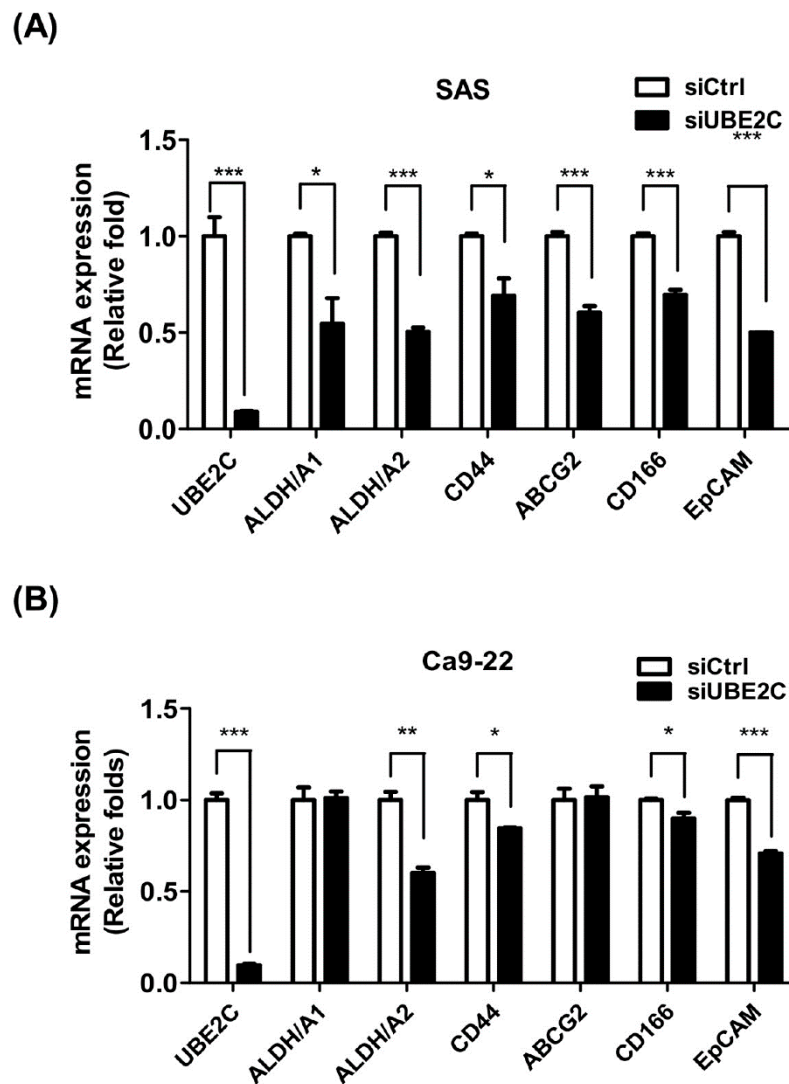 (A)
SAS
siCtrl
siUBE2C
mRNA expression
(Relative fold)
1.5
1.0
0.5
0.0
***
*
***
*
***
***
***
UBE2C
ALDH/A1
ALDH/A2
CD44
ABCG2
CD166
EpCAM
(B)
Ca9-22
siCtrl
siUBE2C
mRNA expression
(Relative folds)
1.5
1.0
0.5
0.0
***
**
*
*
***
UBE2C
ALDH/A1
ALDH/A2
CD44
ABCG2
CD166
EpCAM